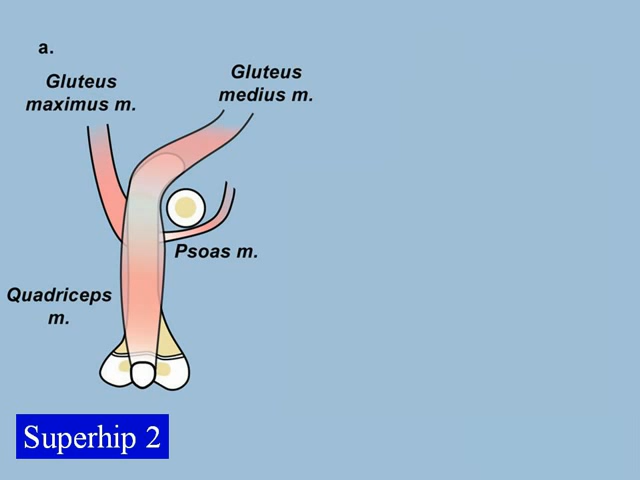 a.
Gluteus
maximus m.
Gluteus
medius m.
Psoas m.
Quadriceps
m.
Superhip 2